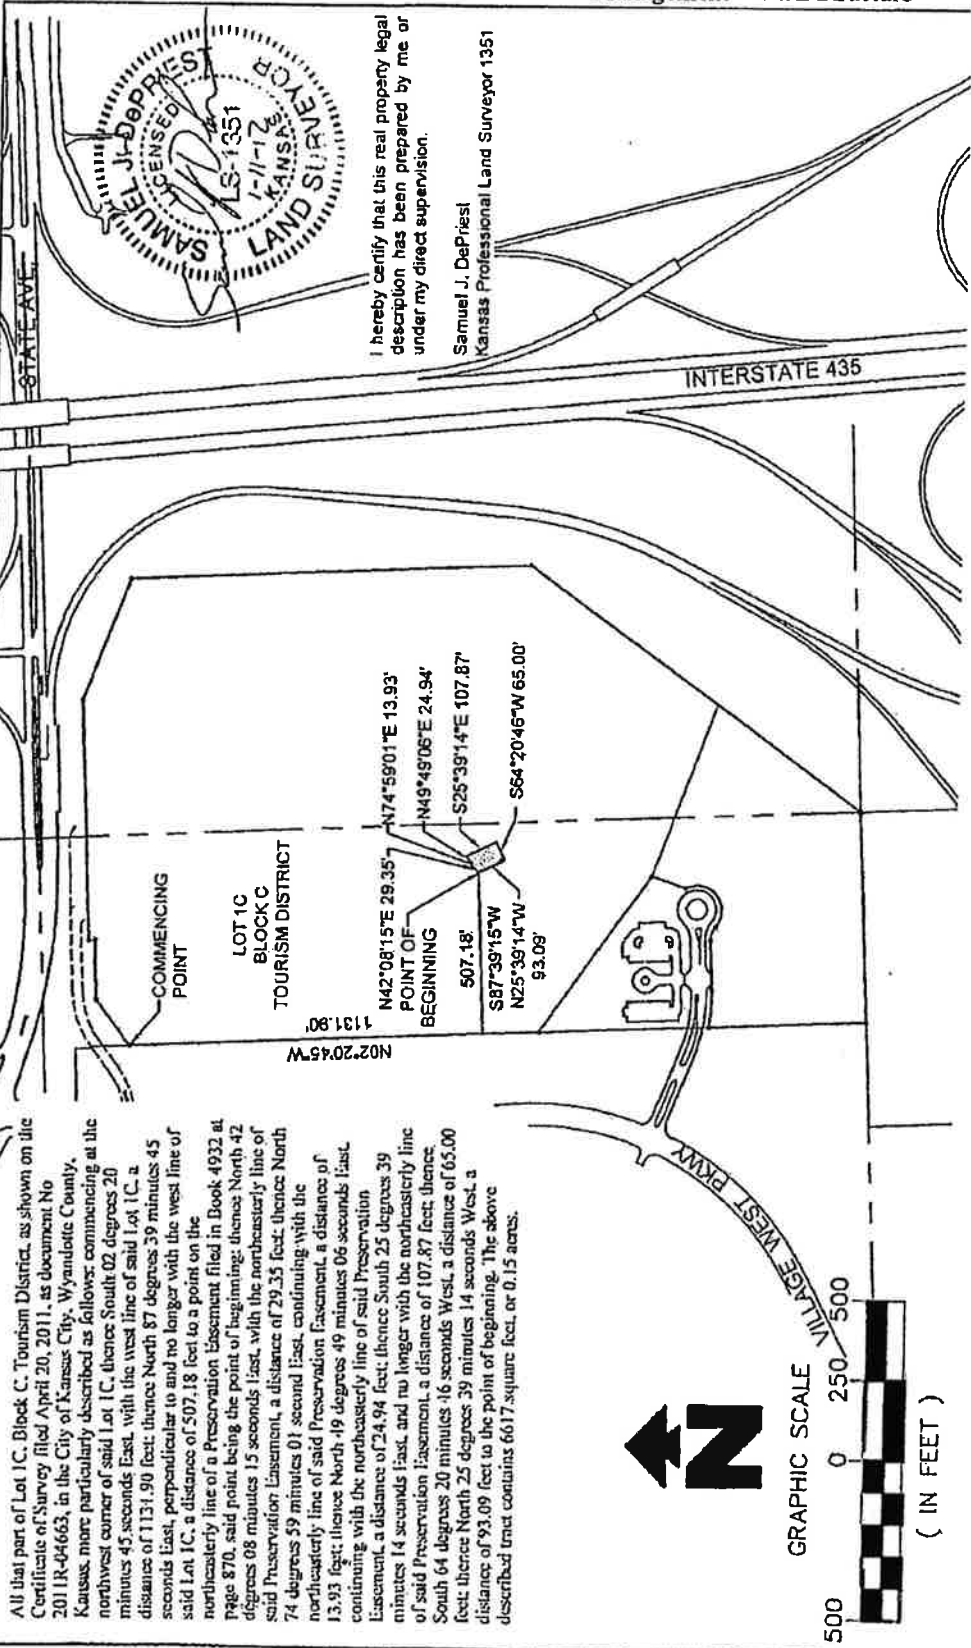 All that part of Lot 1C, Block C, Tourism District, as shown on the
Certificate of Survey filed April 20, 2011, as document No
2011R-04663, in the City of Kansas City, Wyandotte County,
Kansas, more particularly described as follows: commencing at the
northwest corner of said Lot 1C, thence South 02 degrees 20
minutes 45 seconds East, with the west line of said Lot 1C, a
distance of 1131.90 feet; thence North 87 degrees 39 minutes 45
seconds East, perpendicular to and no longer with the west line of
said Lot 1C, a distance of 507.18 feet to a point on the
northeasterly line of a Preservation Easement filed in Book 4932 at
page 870, said point being the point of beginning; thence North 42
degrees 08 minutes 15 seconds East, with the northeasterly line of
said Preservation Easement, a distance of 29.35 feet; thence North
74 degrees 59 minutes 01 second East, continuing with the
northeasterly line of said Preservation Easement, a distance of
13.93 feet; thence North 49 degrees 49 minutes 06 seconds East,
continuing with the northeasterly line of said Preservation
Easement, a distance of 24.94 feet; thence South 25 degrees 39
minutes 14 seconds East, and no longer with the northeasterly line
of said Preservation Easement, a distance of 107.87 feet; thence
South 64 degrees 20 minutes 46 seconds West, a distance of 65.00
feet; thence North 25 degrees 39 minutes 14 seconds West, a
distance of 93.09 feet to the point of beginning. The above
described tract contains 6617 square feet, or 0.15 acres.
COMMENCING
POINT
LOT 1C
BLOCK C
TOURISM DISTRICT
N02°20'45"W
1131.90'
N42°08'15"E 29.35'
POINT OF
BEGINNING
507.18'
S87°39'15"W
N25°39'14"W
93.09'
N74°59'01"E 13.93'
N49°49'06"E 24.94'
S25°39'14"E 107.87'
S64°20'46"W 65.00'
STATE AVE.
INTERSTATE 435
VILLAGE WEST PKWY
SAMUEL J. DePRIEST
LICENSED
LS-1351
1-11-12
KANSAS
LAND SURVEYOR
I hereby certify that this real property legal
description has been prepared by me or
under my direct supervision.
Samuel J. DePriest
Kansas Professional Land Surveyor 1351
N
GRAPHIC SCALE
500 0 250 500
( IN FEET )